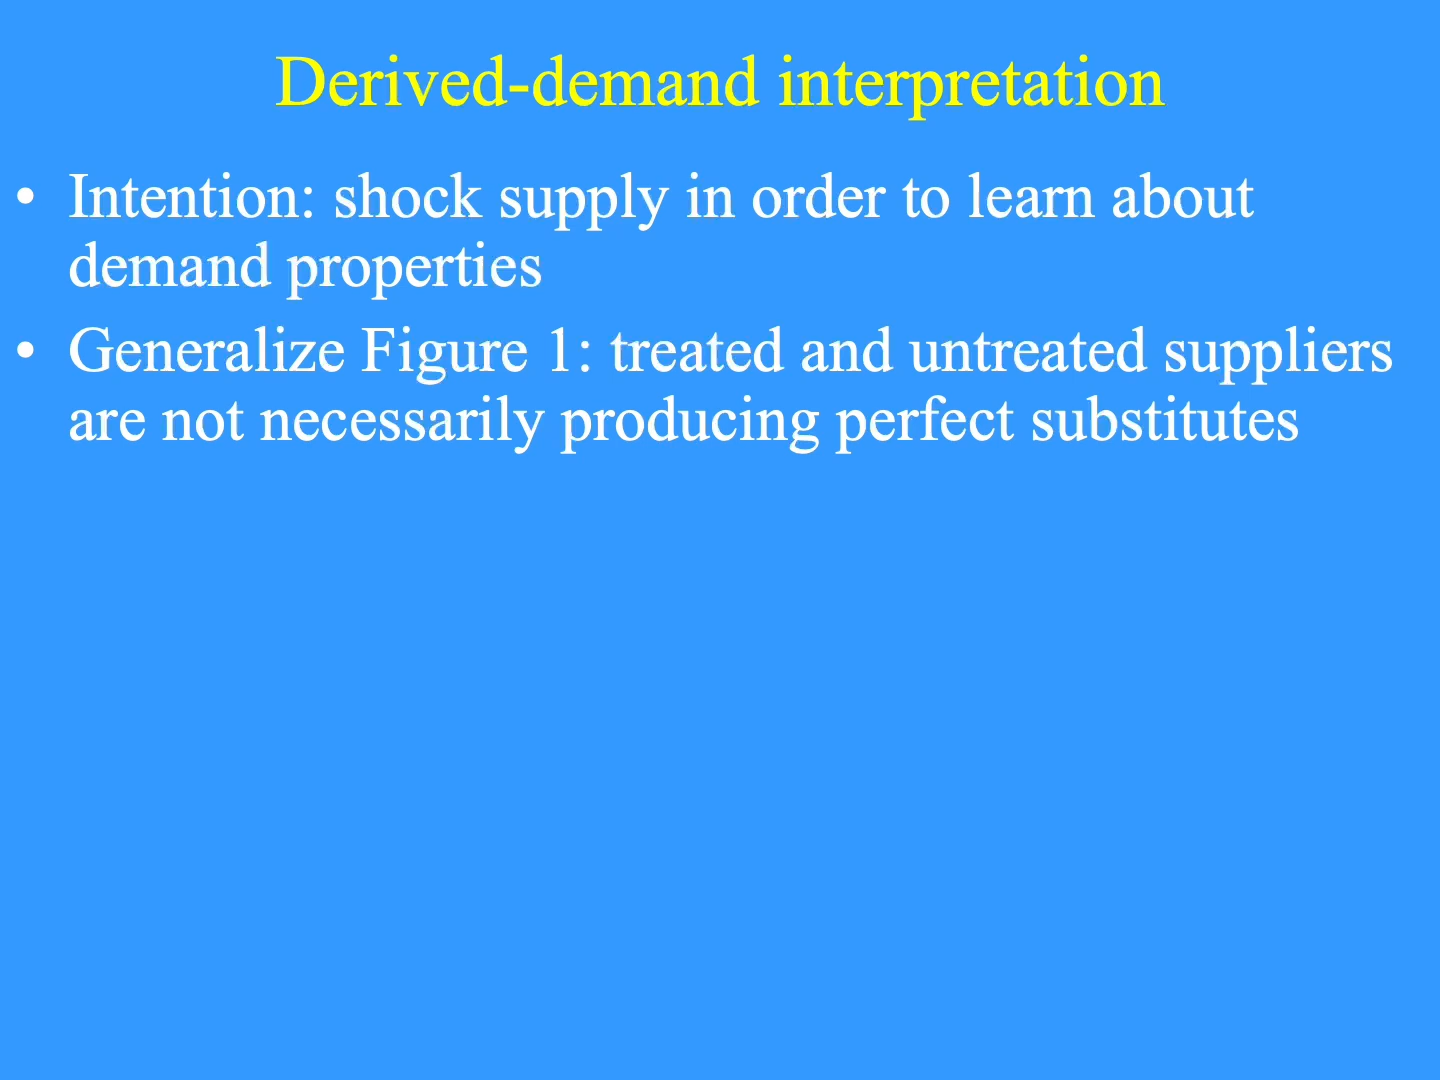 Derived-demand interpretation
• Intention: shock supply in order to learn about
demand properties
• Generalize Figure 1: treated and untreated suppliers
are not necessarily producing perfect substitutes